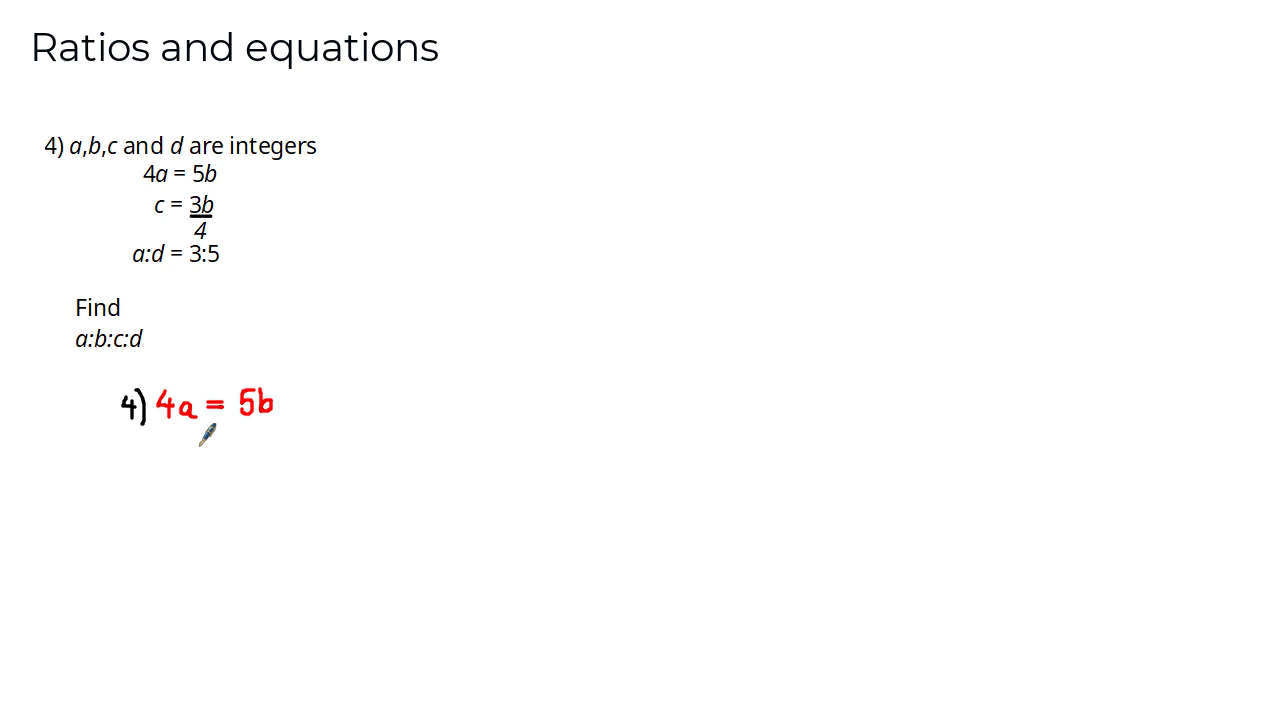 Ratios and equations
4) a,b,c and d are integers
4a = 5b
c = 3b
4
a:d = 3:5
Find
a:b:c:d
4) 4a = 5b